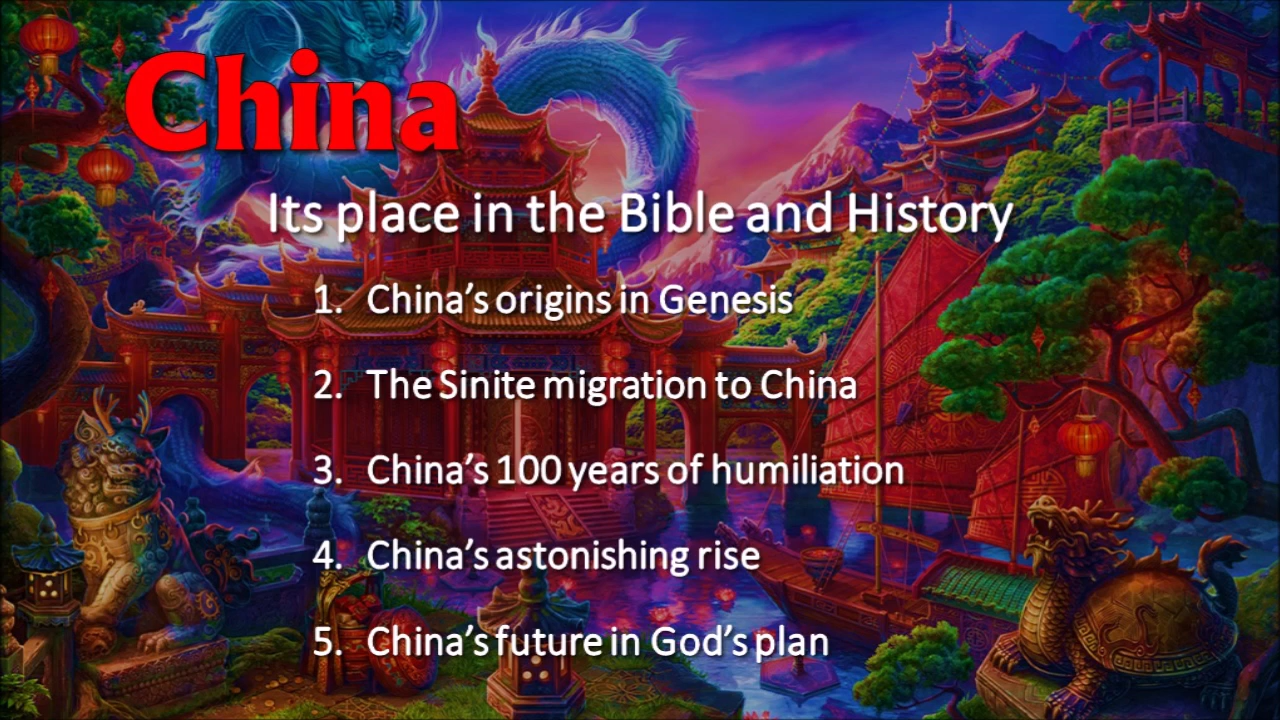 China
Its place in the Bible and History
1. China’s origins in Genesis
2. The Sinite migration to China
3. China’s 100 years of humiliation
4. China’s astonishing rise
5. China’s future in God’s plan